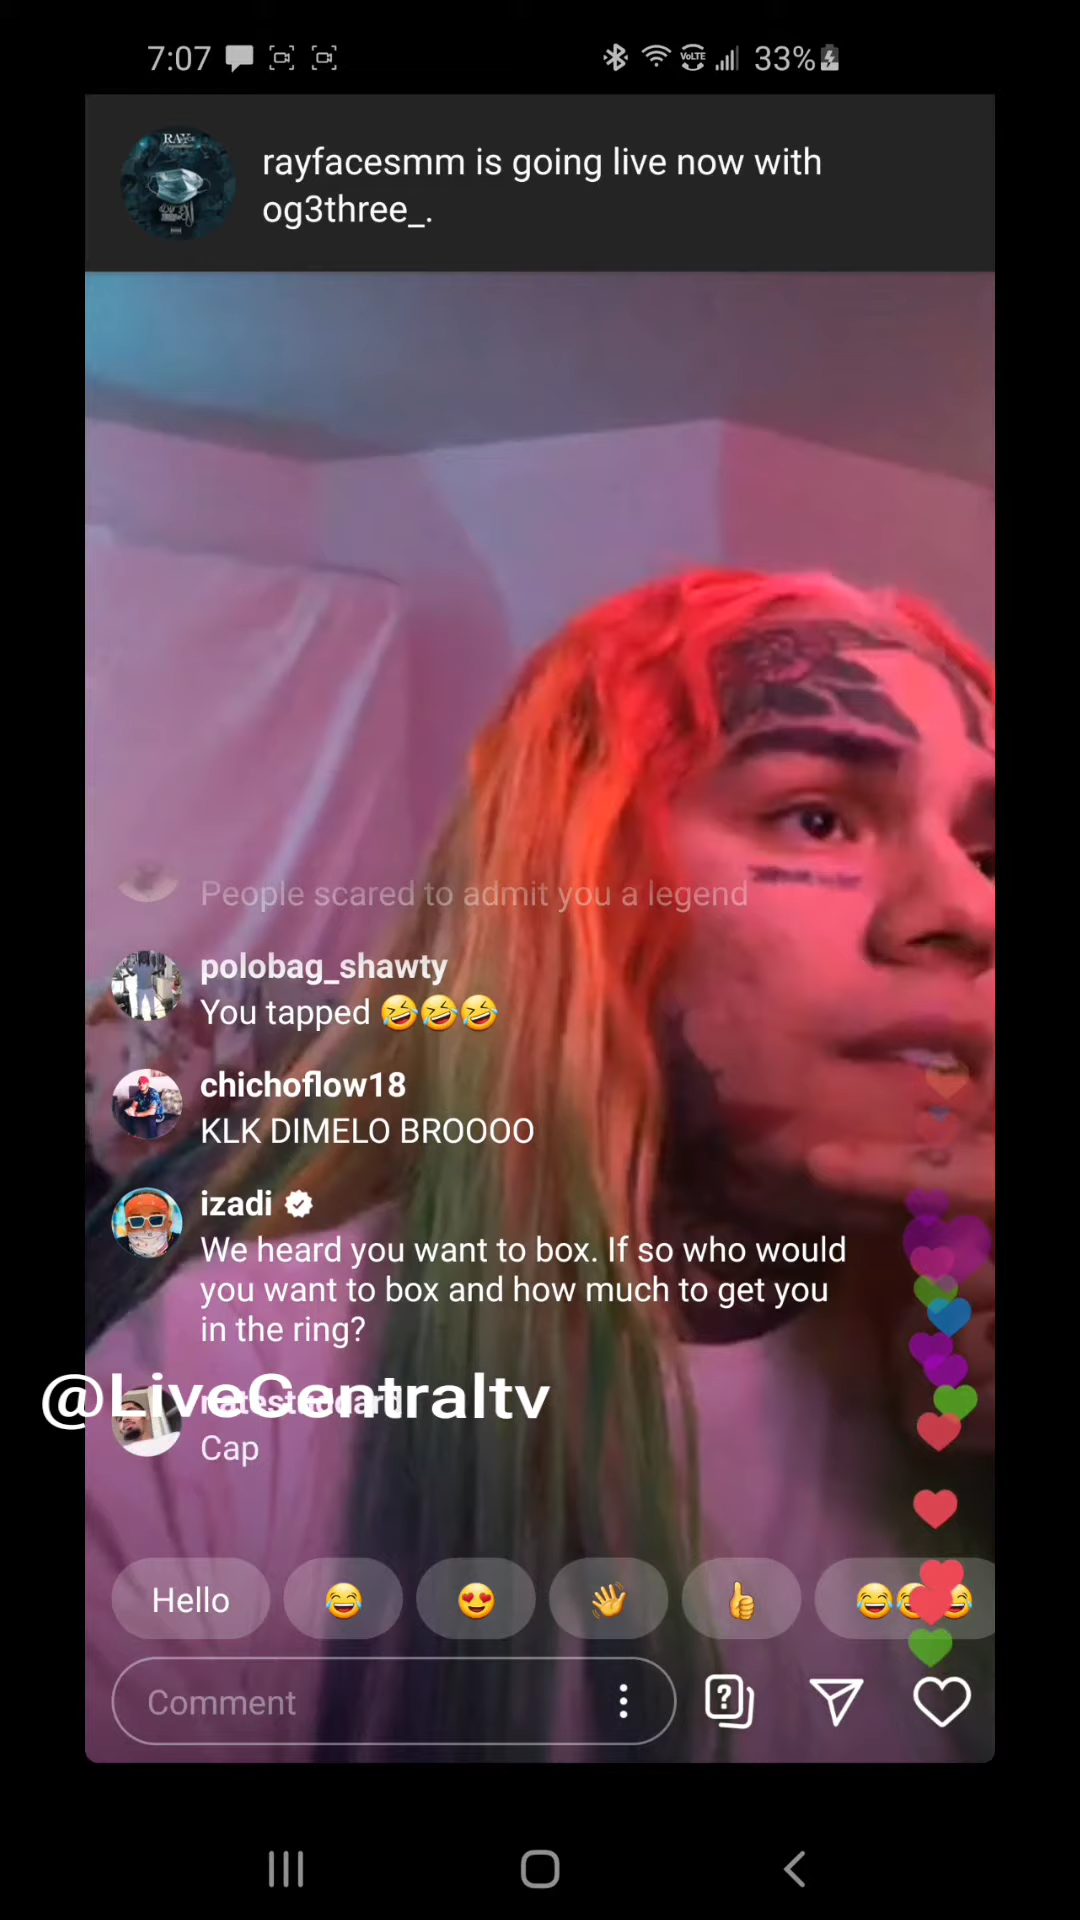 7:07
VoLTE
33%
RAY
rayfacesmm is going live now with
og3three_.
People scared to admit you a legend
polobag_shawty
You tapped 🤣🤣🤣
chichoflow18
KLK DIMELO BROOOO
izadi
We heard you want to box. If so who would
you want to box and how much to get you
in the ring?
@LiveCentraltv
Cap
Hello 😂 😍 👋 👍 😂😂😂
Comment